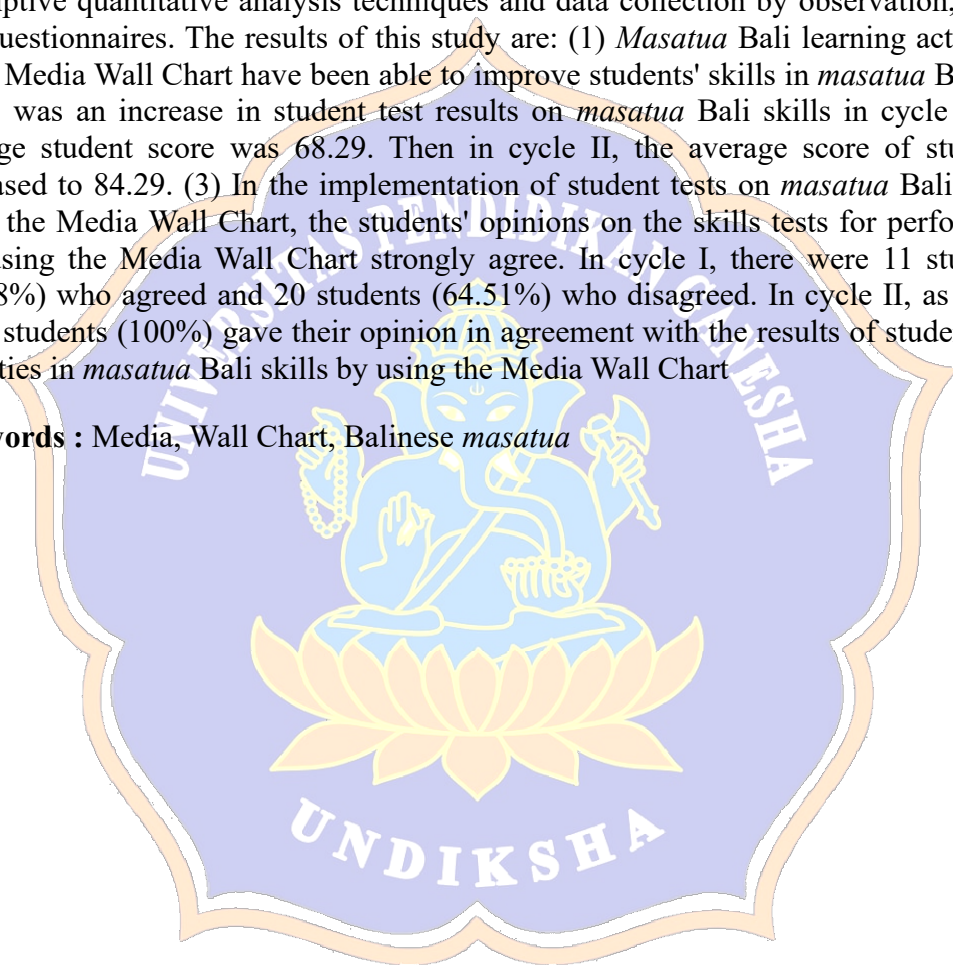 ptive quantitative analysis techniques and data collection by observation,
uestionnaires. The results of this study are: (1) Masatua Bali learning act
Media Wall Chart have been able to improve students' skills in masatua B
was an increase in student test results on masatua Bali skills in cycle
ge student score was 68.29. Then in cycle II, the average score of stu
ased to 84.29. (3) In the implementation of student tests on masatua Bali
the Media Wall Chart, the students' opinions on the skills tests for perfo
using the Media Wall Chart strongly agree. In cycle I, there were 11 stu
8%) who agreed and 20 students (64.51%) who disagreed. In cycle II, as
students (100%) gave their opinion in agreement with the results of stude
ties in masatua Bali skills by using the Media Wall Chart
words : Media, Wall Chart, Balinese masatua
UNIVERSITAS PENDIDIKAN GANESHA
UNDIKSHA